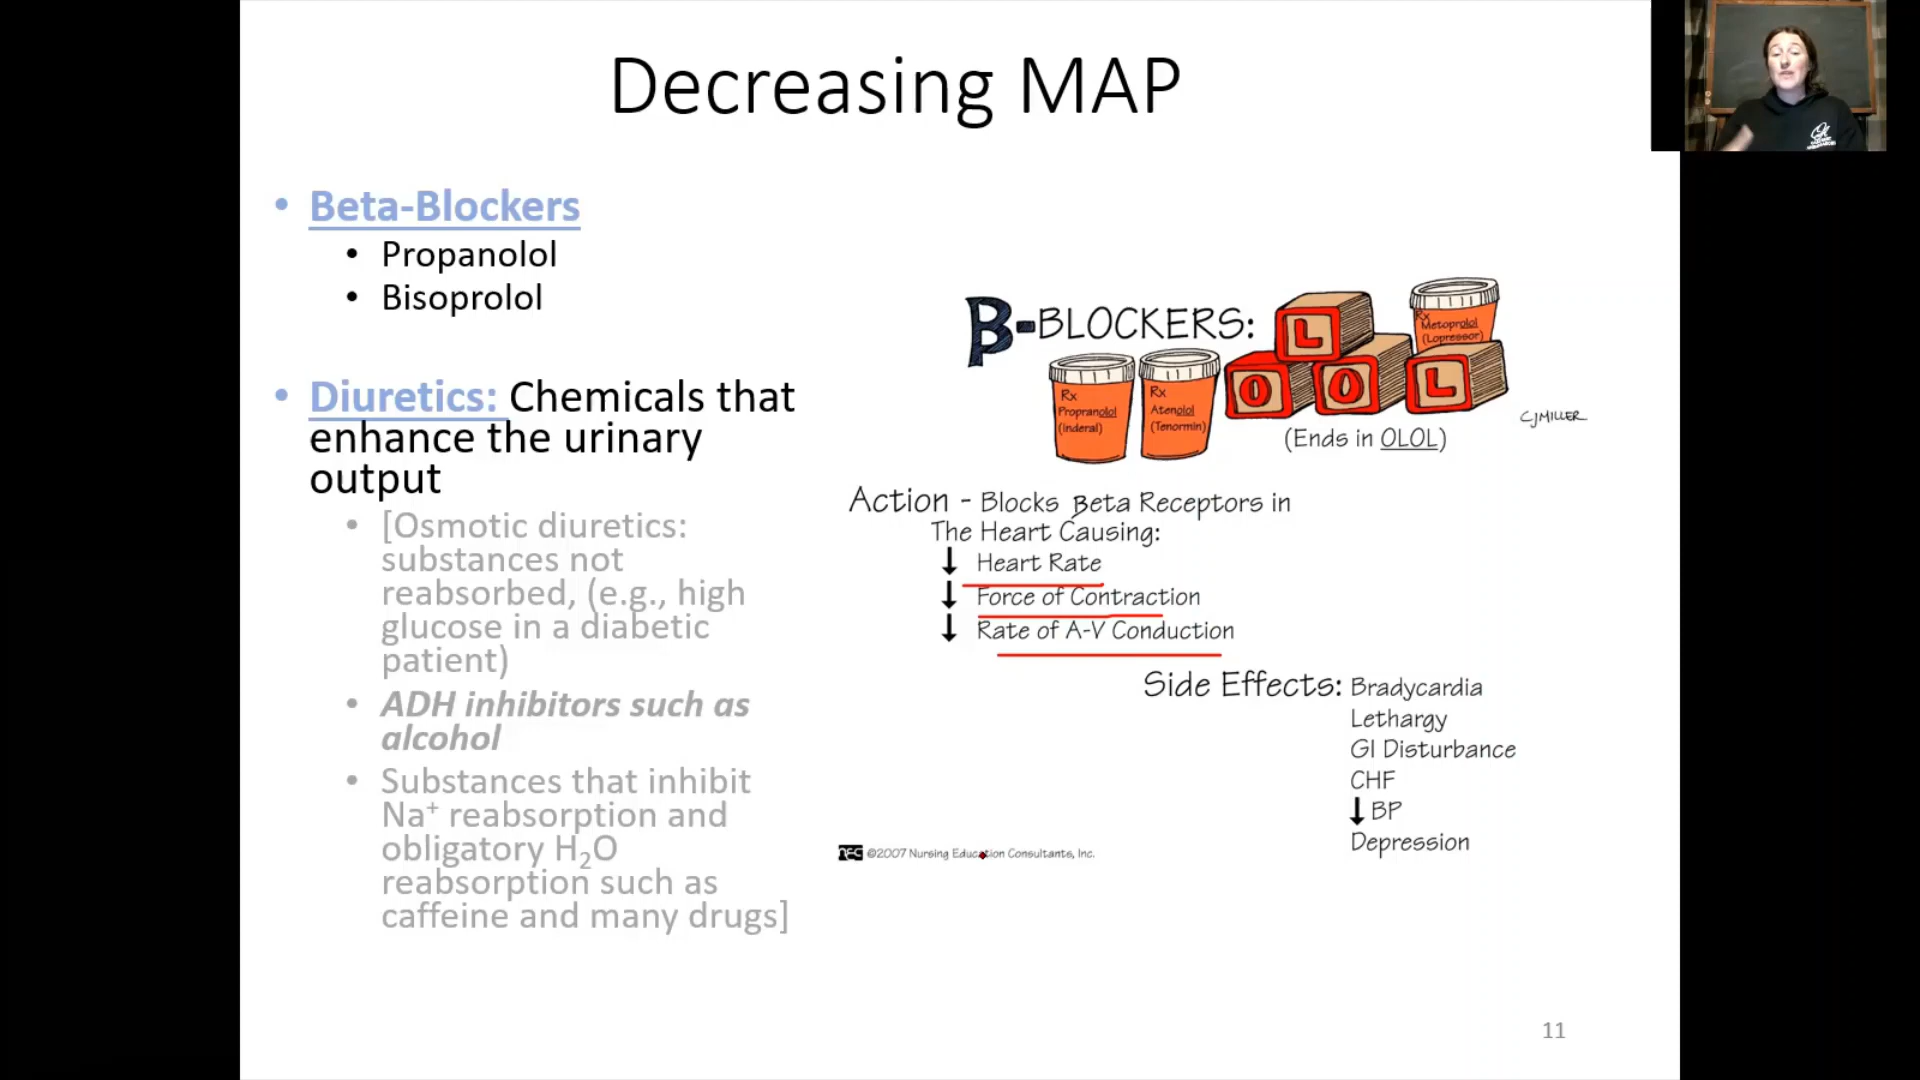 Decreasing MAP
• Beta-Blockers
• Propanolol
• Bisoprolol
• Diuretics: Chemicals that
enhance the urinary
output
• [Osmotic diuretics:
substances not
reabsorbed, (e.g., high
glucose in a diabetic
patient)
• ADH inhibitors such as
alcohol
• Substances that inhibit
Na⁺ reabsorption and
obligatory H₂O
reabsorption such as
caffeine and many drugs]
β-BLOCKERS:
L
O O L
Rx
Metoprolol
(Lopressor)
Rx
Propranolol
(Inderal)
Rx
Atenolol
(Tenormin)
CJMILLER
(Ends in OLOL)
Action - Blocks Beta Receptors in
The Heart Causing:
↓ Heart Rate
↓ Force of Contraction
↓ Rate of A-V Conduction
Side Effects: Bradycardia
Lethargy
GI Disturbance
CHF
↓ BP
Depression
nec ©2007 Nursing Education Consultants, Inc.
11